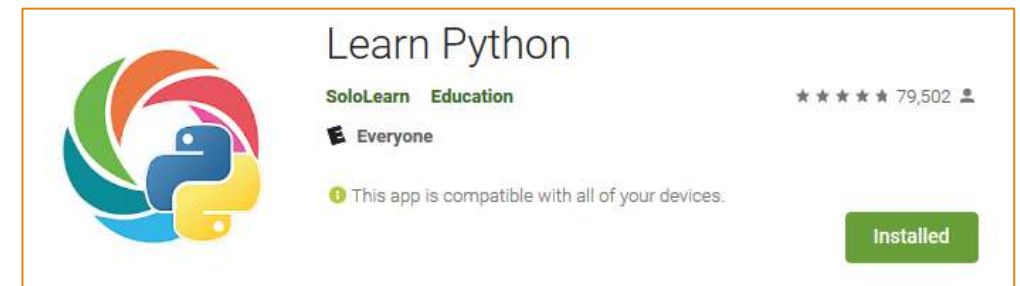 Learn Python
SoloLearn Education 79,502
Everyone
This app is compatible with all of your devices.
Installed